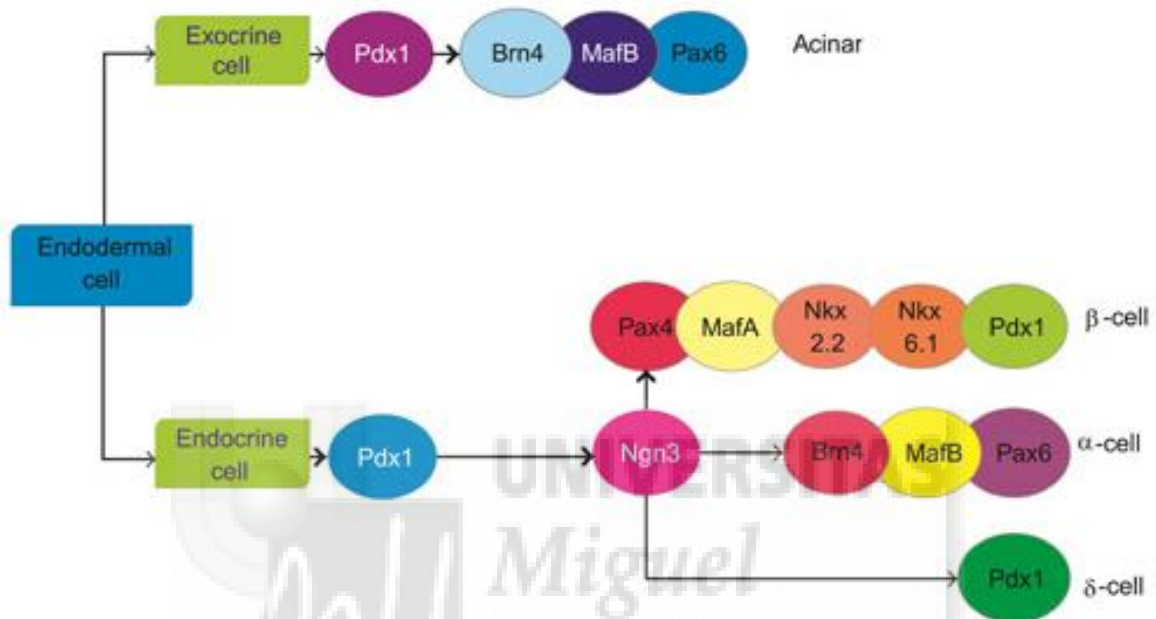 Exocrine
cell
Pdx1
Brn4
MafB
Pax6
Acinar
Endodermal
cell
Pax4
MafA
Nkx
2.2
Nkx
6.1
Pdx1
β-cell
Endocrine
cell
Pdx1
Ngn3
Brn4
MafB
Pax6
α-cell
UNIVERSITAS
Miguel
Pdx1
δ-cell